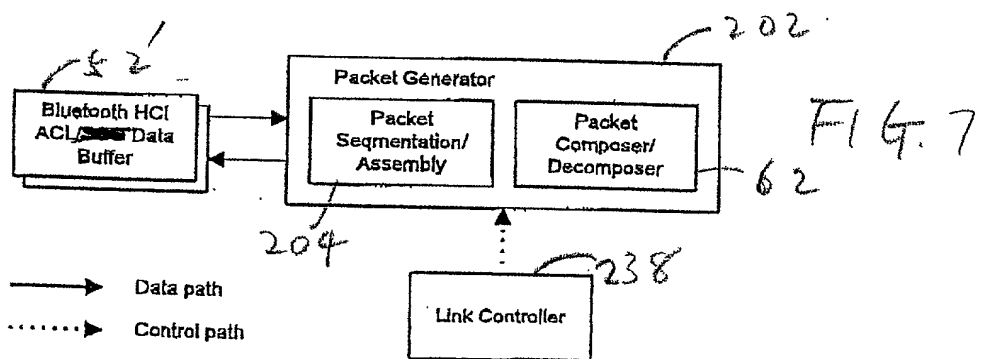 202
52'
Packet Generator
Bluetooth HCI
ACL/ Data
Buffer
Packet
Segmentation/
Assembly
Packet
Composer/
Decomposer
FIG. 7
62
204
238
Data path
Control path
Link Controller